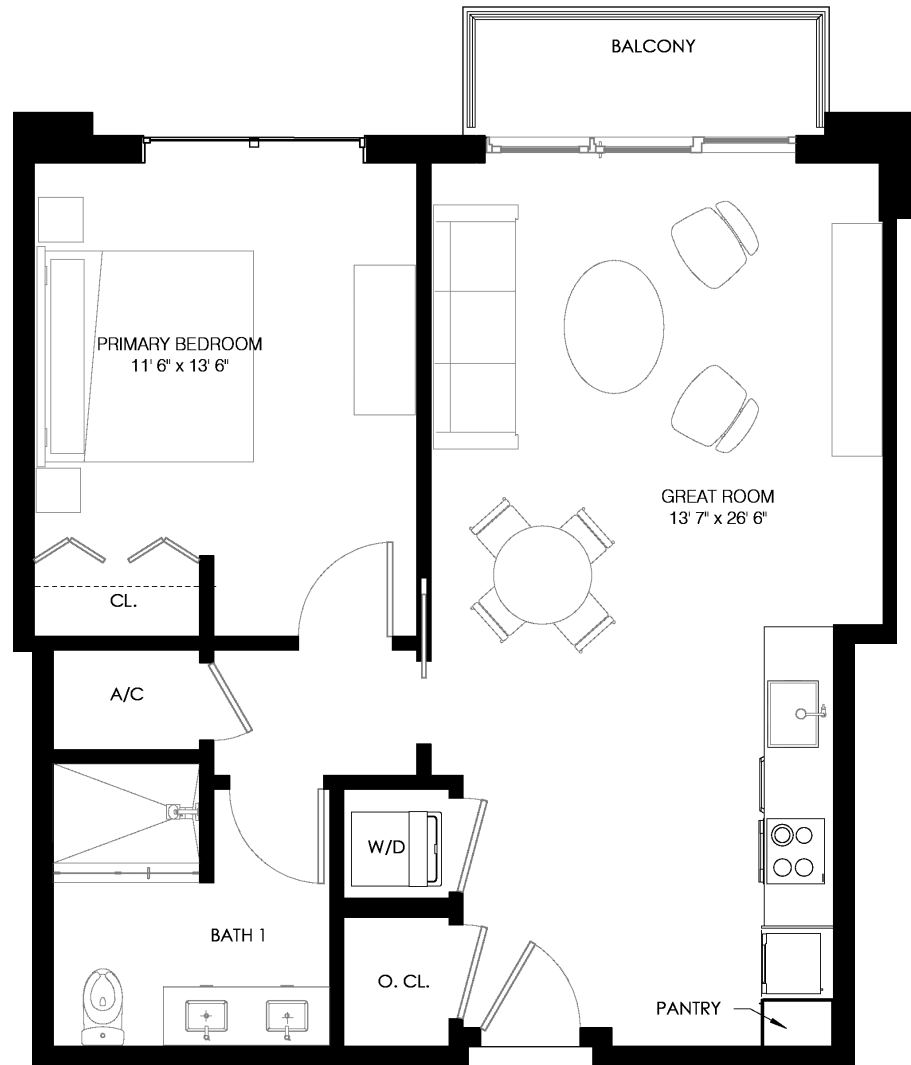 BALCONY
PRIMARY BEDROOM
11' 6" x 13' 6"
GREAT ROOM
13' 7" x 26' 6"
CL.
A/C
W/D
BATH 1
O. CL.
PANTRY